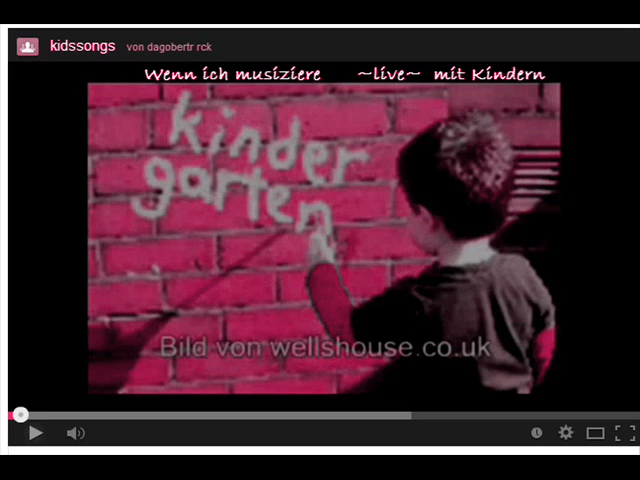 kidssongs von dagobertr rck
Wenn ich musiziere ~live~ mit Kindern
kinder
garten
Bild von wellshouse.co.uk